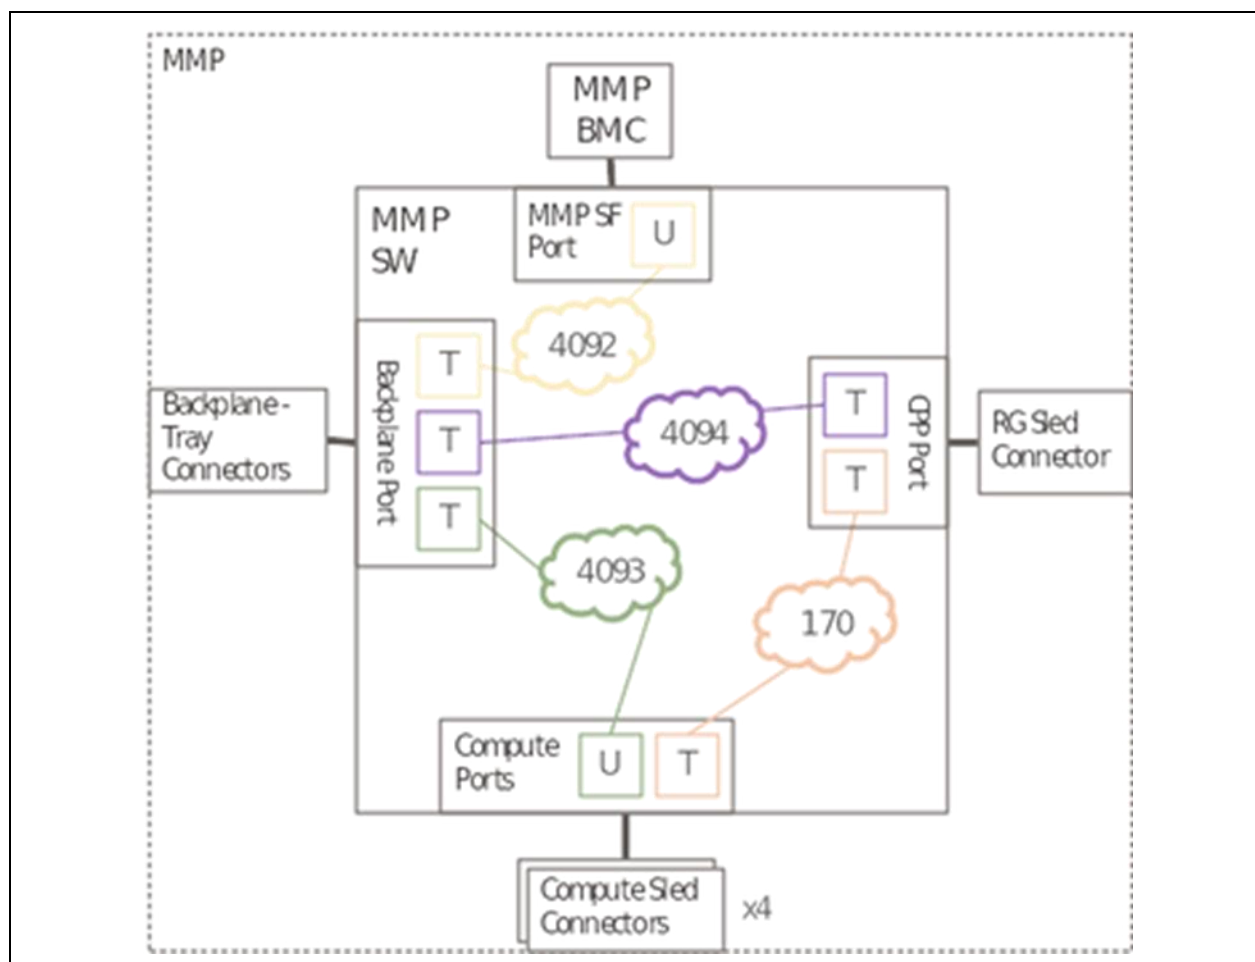 MMP
MMP
BMC
MMP
SW
MMP SF
Port
U
4092
T
Backplane Port
T
T
4094
T
T
CPP Port
Backplane-
Tray
Connectors
RG Sled
Connector
4093
170
Compute
Ports
U
T
Compute Sled
Connectors
x4